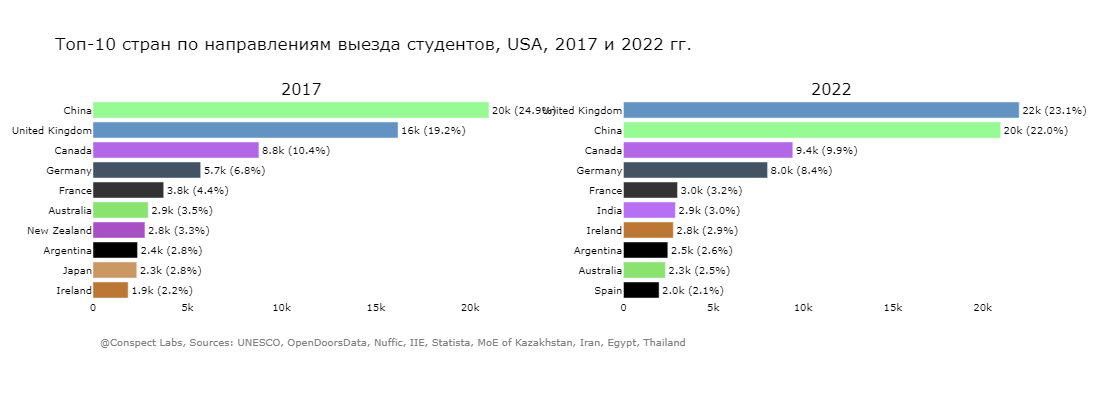 Топ-10 стран по направлениям выезда студентов, USA, 2017 и 2022 гг.
2017
China 20k (24.9%)
United Kingdom 16k (19.2%)
Canada 8.8k (10.4%)
Germany 5.7k (6.8%)
France 3.8k (4.4%)
Australia 2.9k (3.5%)
New Zealand 2.8k (3.3%)
Argentina 2.4k (2.8%)
Japan 2.3k (2.8%)
Ireland 1.9k (2.2%)
0 5k 10k 15k 20k
2022
United Kingdom 22k (23.1%)
China 20k (22.0%)
Canada 9.4k (9.9%)
Germany 8.0k (8.4%)
France 3.0k (3.2%)
India 2.9k (3.0%)
Ireland 2.8k (2.9%)
Argentina 2.5k (2.6%)
Australia 2.3k (2.5%)
Spain 2.0k (2.1%)
0 5k 10k 15k 20k
@Conspect Labs, Sources: UNESCO, OpenDoorsData, Nuffic, IIE, Statista, MoE of Kazakhstan, Iran, Egypt, Thailand